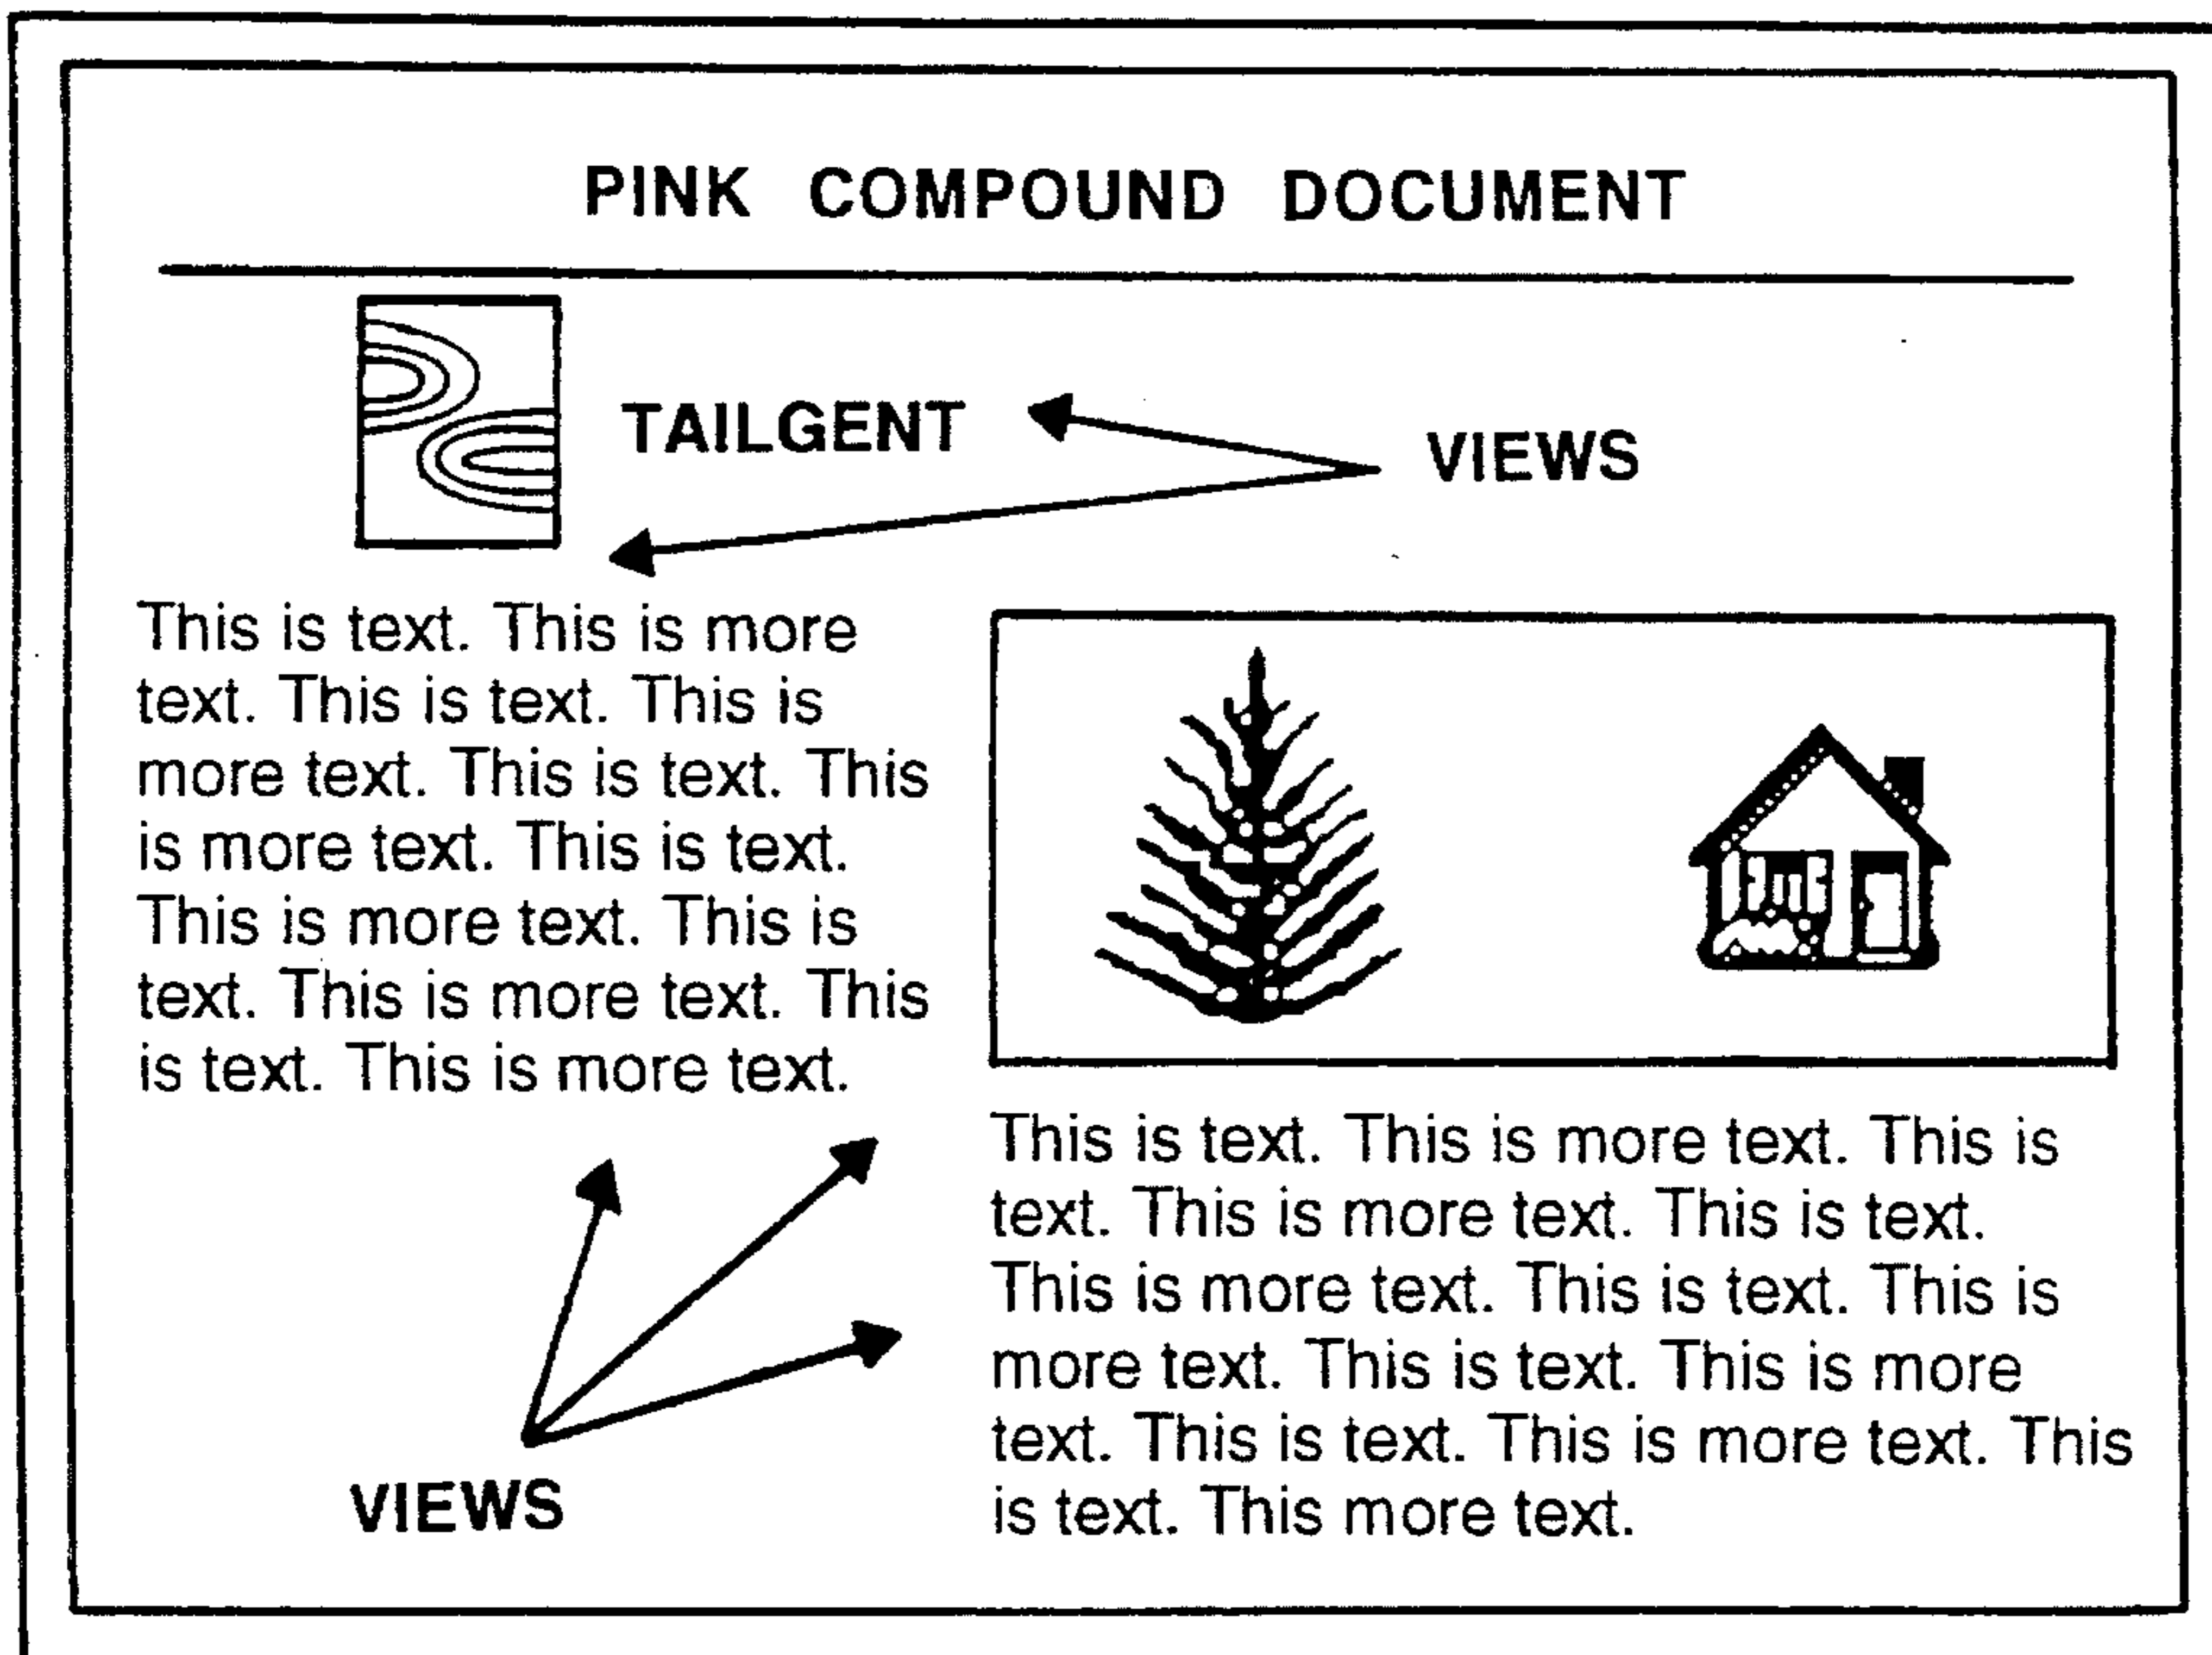 PINK COMPOUND DOCUMENT
TAILGENT
VIEWS
This is text. This is more
text. This is text. This is
more text. This is text. This
is more text. This is text.
This is more text. This is
text. This is more text. This
is text. This is more text.
This is text. This is more text. This is
text. This is more text. This is text.
This is more text. This is text. This is
more text. This is text. This is more
text. This is text. This is more text. This
is text. This more text.
VIEWS